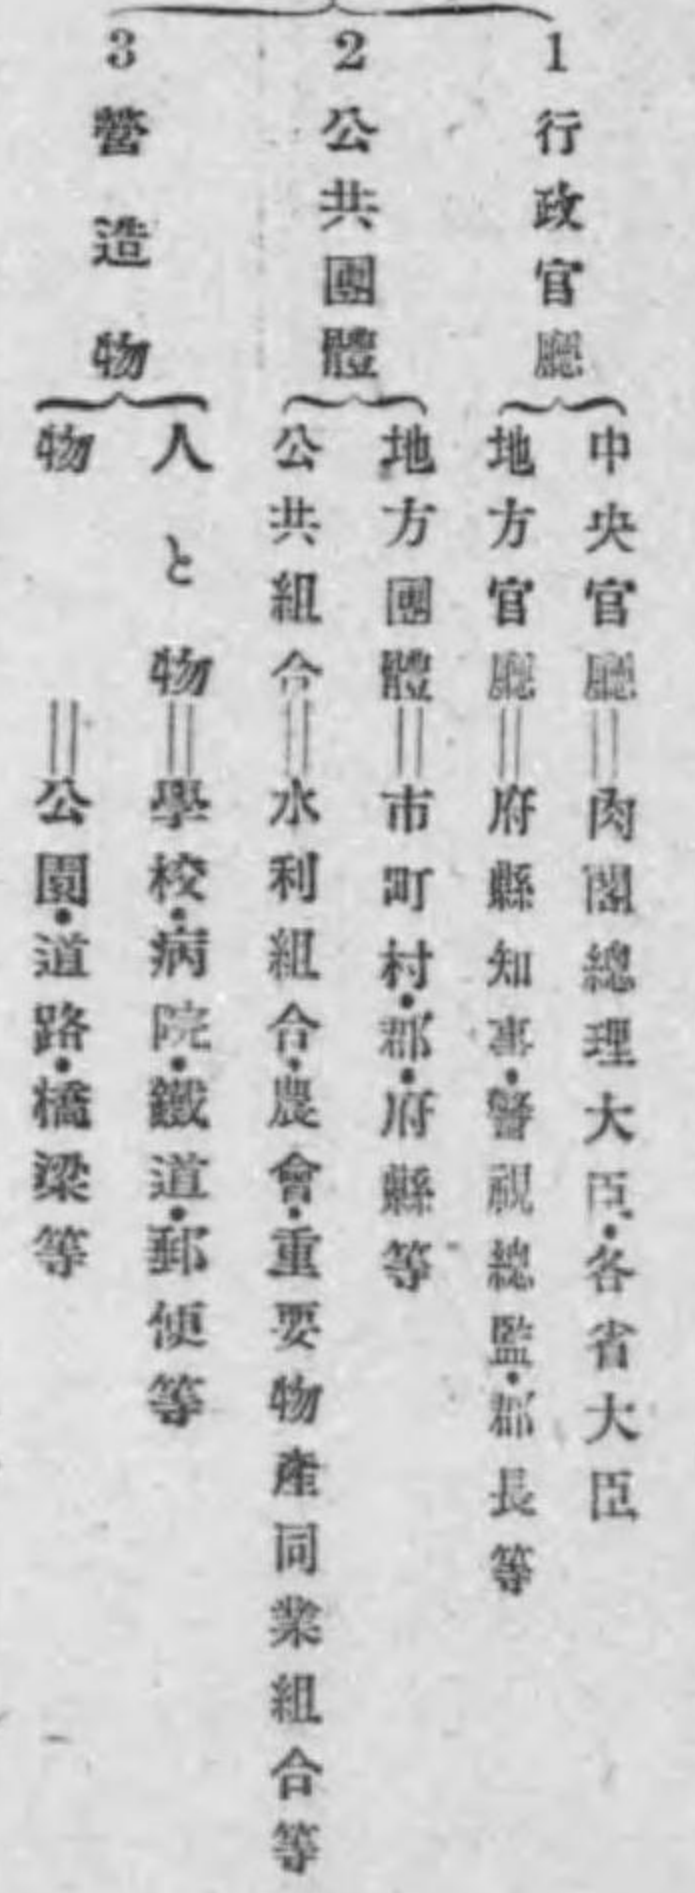 1 行政官廳
中央官廳＝內閣總理大臣・各省大臣
地方官廳＝府縣知事・警視總監・郡長等
2 公共團體
地方團體＝市町村・郡・府縣等
公共組合＝水利組合・農會・重要物產同業組合等
3 營造物
人と物＝學校・病院・鐵道・郵便等
物＝公園・道路・橋梁等